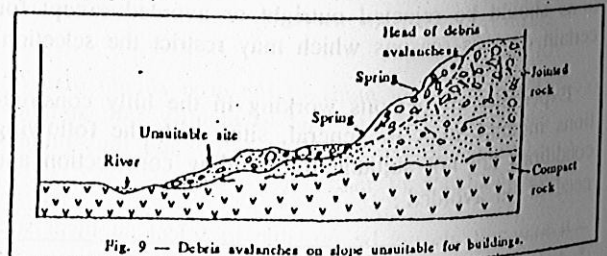 Head of debris
avalanches
Spring
Jointed
rock
Spring
Unsuitable site
River
Compact
rock
Fig. 9 — Debris avalanches on slope unsuitable for buildings.